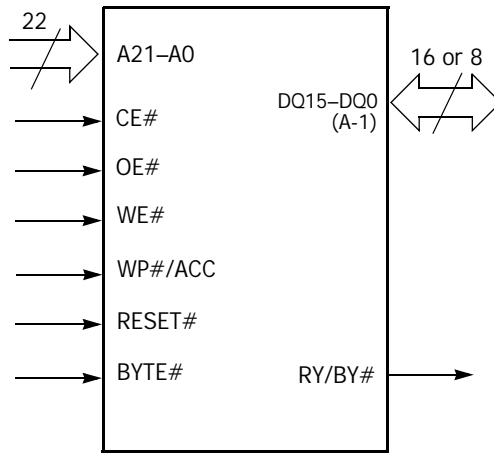 22
A21–A0
16 or 8
DQ15–DQ0
(A-1)
CE#
OE#
WE#
WP#/ACC
RESET#
BYTE#
RY/BY#